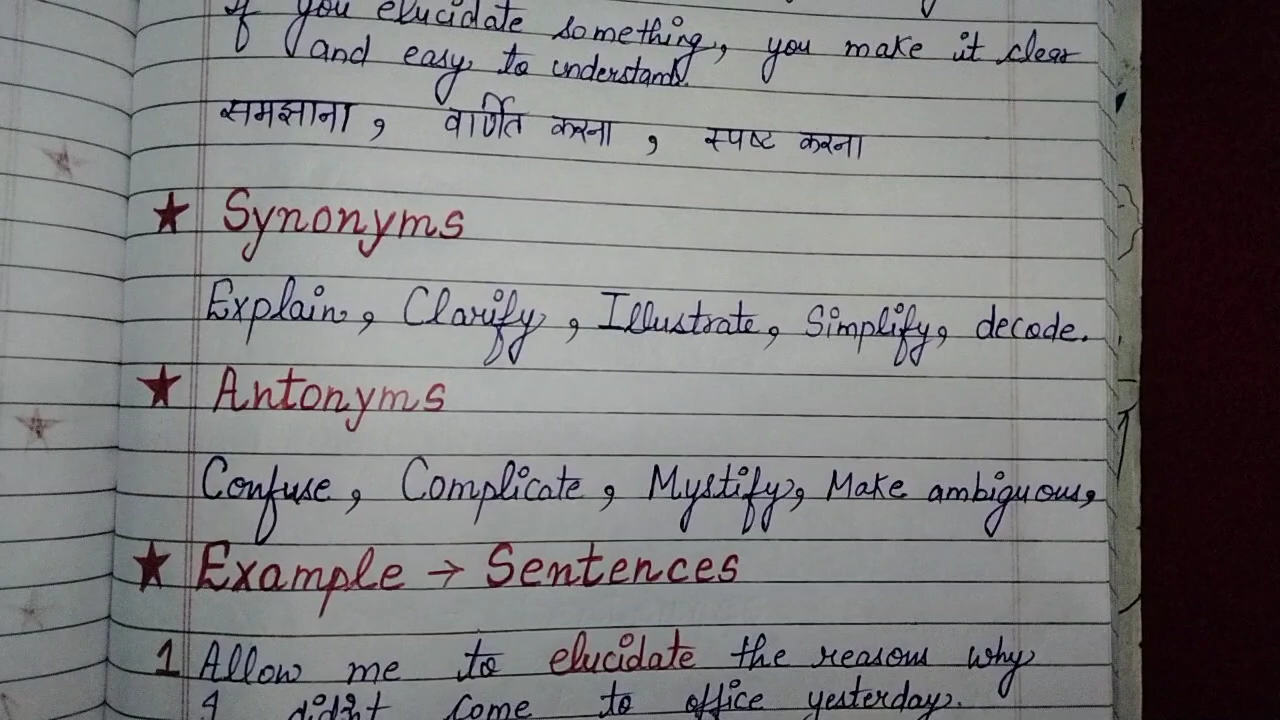 If you elucidate something, you make it clear
and easy to understand.
समझाना, वार्णित करना, स्पष्ट करना
★ Synonyms
Explain, Clarify, Illustrate, Simplify, decode.
★ Antonyms
Confuse, Complicate, Mystify, Make ambiguous,
★ Example → Sentences
1 Allow me to elucidate the reasons why
I didn't come to office yesterday.